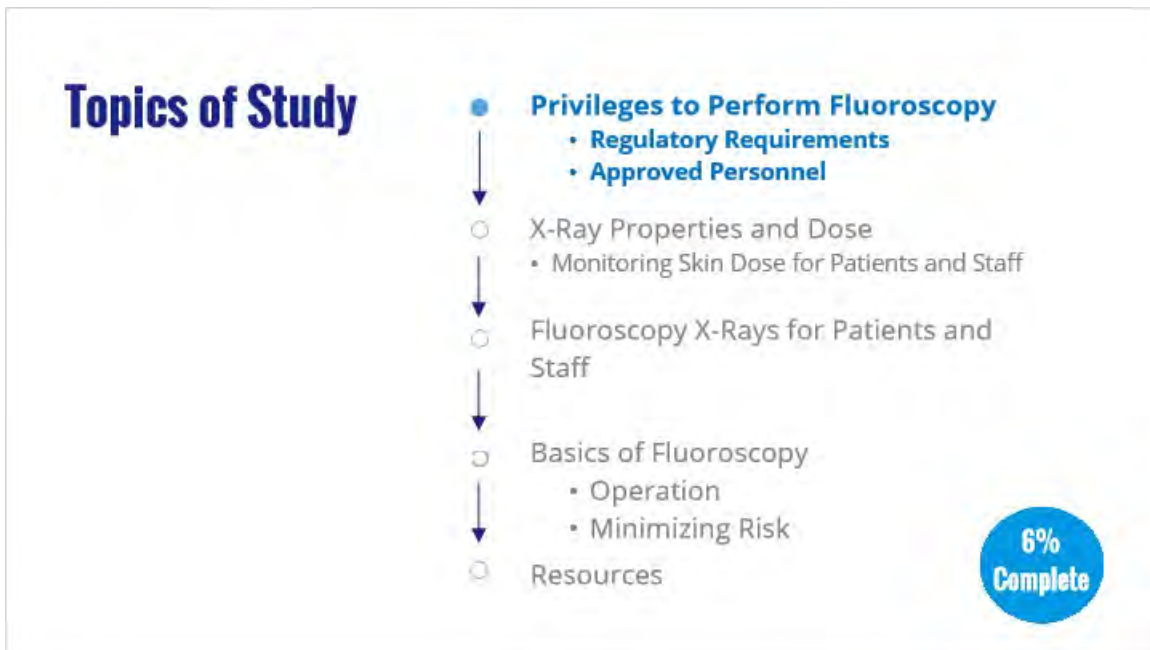 Topics of Study
Privileges to Perform Fluoroscopy
• Regulatory Requirements
• Approved Personnel
X-Ray Properties and Dose
• Monitoring Skin Dose for Patients and Staff
Fluoroscopy X-Rays for Patients and
Staff
Basics of Fluoroscopy
• Operation
• Minimizing Risk
Resources
6%
Complete